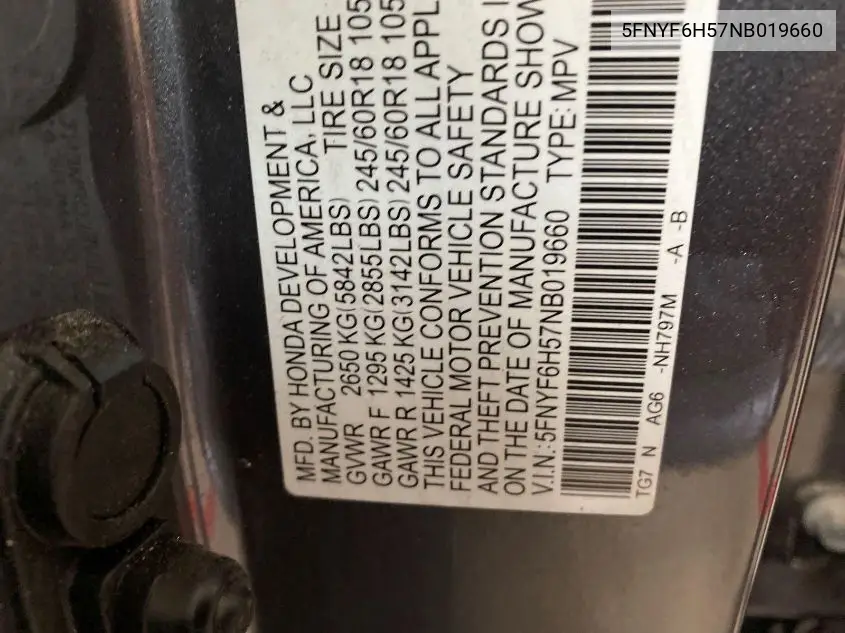 5FNYF6H57NB019660
MFD. BY HONDA DEVELOPMENT &
MANUFACTURING OF AMERICA, LLC
GVWR 2650 KG(5842LBS) TIRE SIZE
GAWR F 1295 KG(2855LBS) 245/60R18 105
GAWR R 1425 KG(3142LBS) 245/60R18 105
THIS VEHICLE CONFORMS TO ALL APPL
FEDERAL MOTOR VEHICLE SAFETY
AND THEFT PREVENTION STANDARDS I
ON THE DATE OF MANUFACTURE SHOW
V.I.N.:5FNYF6H57NB019660 TYPE: MPV
TG7 N AG6 -NH797M -A -B